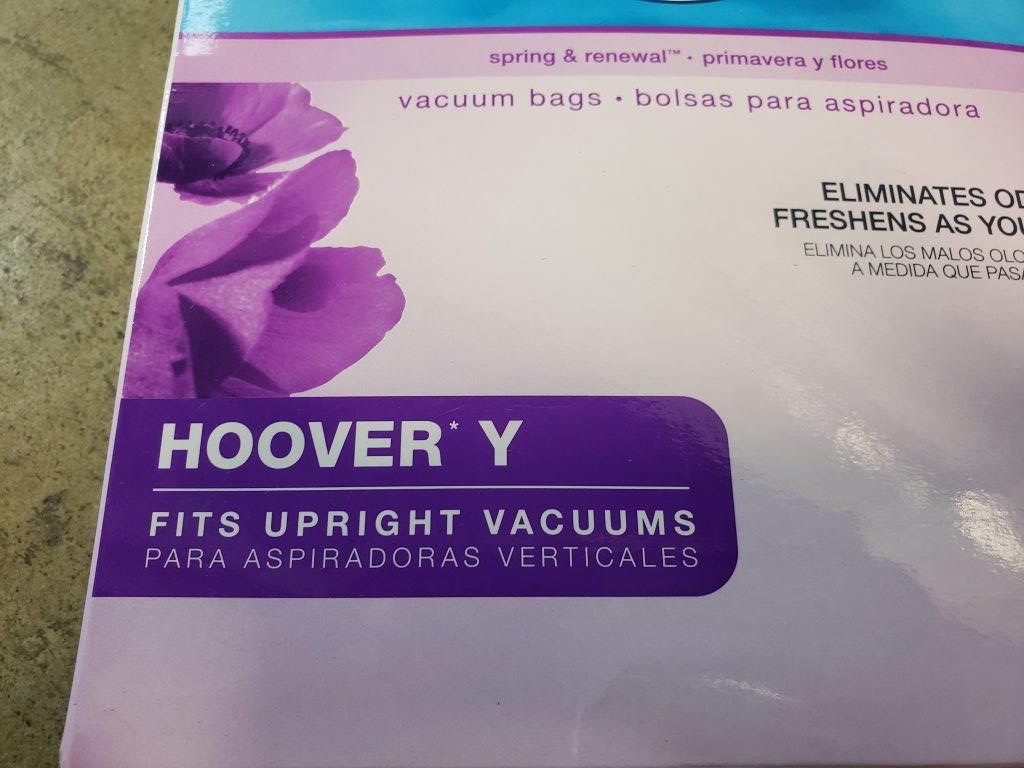 spring & renewal™ • primavera y flores
vacuum bags • bolsas para aspiradora
ELIMINATES
FRESHENS AS
ELIMINA LOS MALOS
A MEDIDA QUE
HOOVER* Y
FITS UPRIGHT VACUUMS
PARA ASPIRADORAS VERTICALES